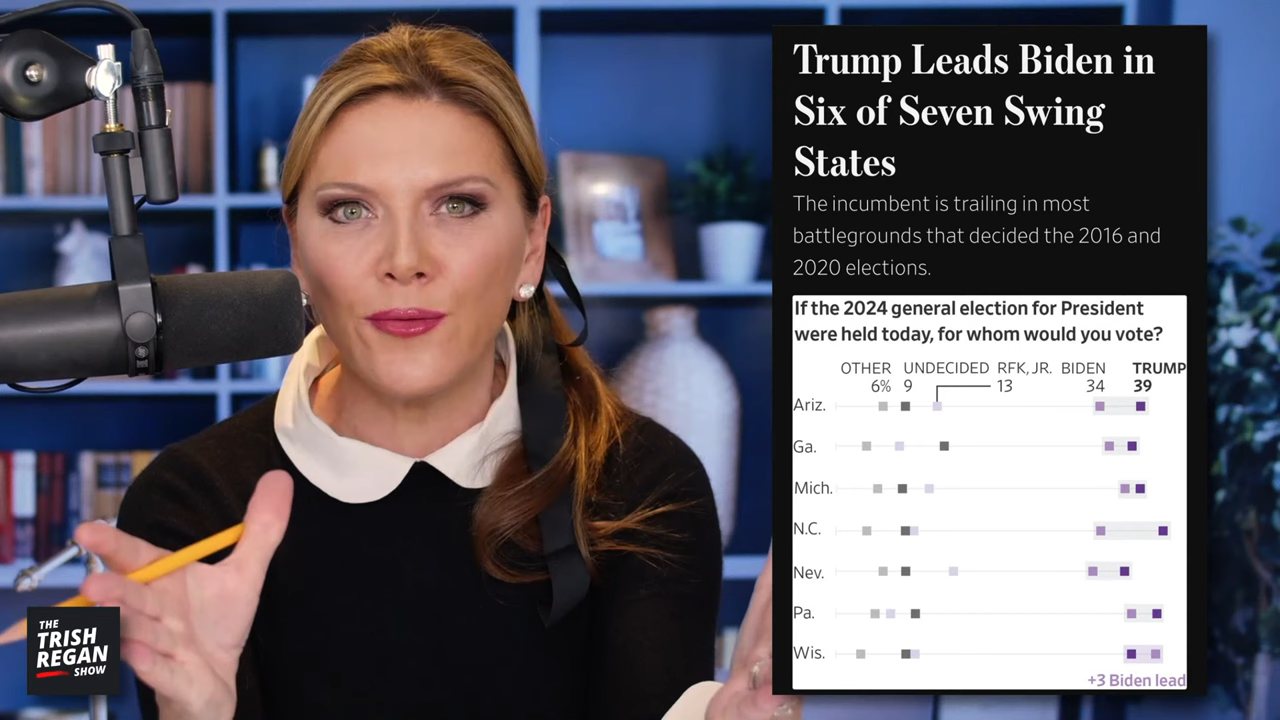 Trump Leads Biden in
Six of Seven Swing
States
The incumbent is trailing in most
battlegrounds that decided the 2016 and
2020 elections.
If the 2024 general election for President
were held today, for whom would you vote?
OTHER UNDECIDED RFK, JR. BIDEN TRUMP
6% 9 13 34 39
Ariz.
Ga.
Mich.
N.C.
Nev.
Pa.
Wis.
+3 Biden lead
THE
TRISH
REGAN
SHOW